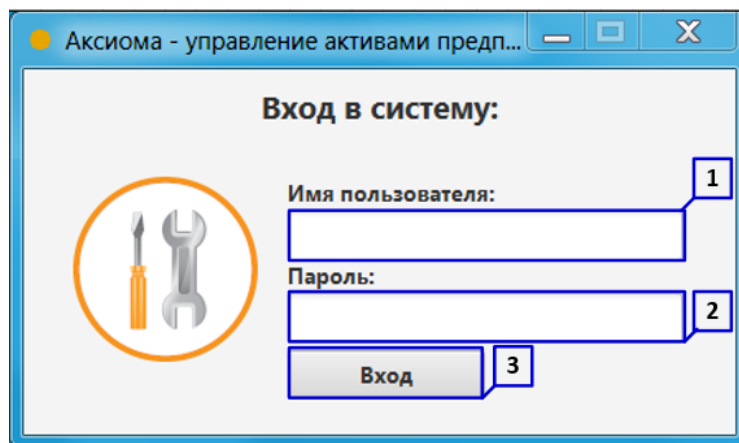 Аксиома - управление активами предп...
Вход в систему:
1
Имя пользователя:
Пароль:
2
Вход
3